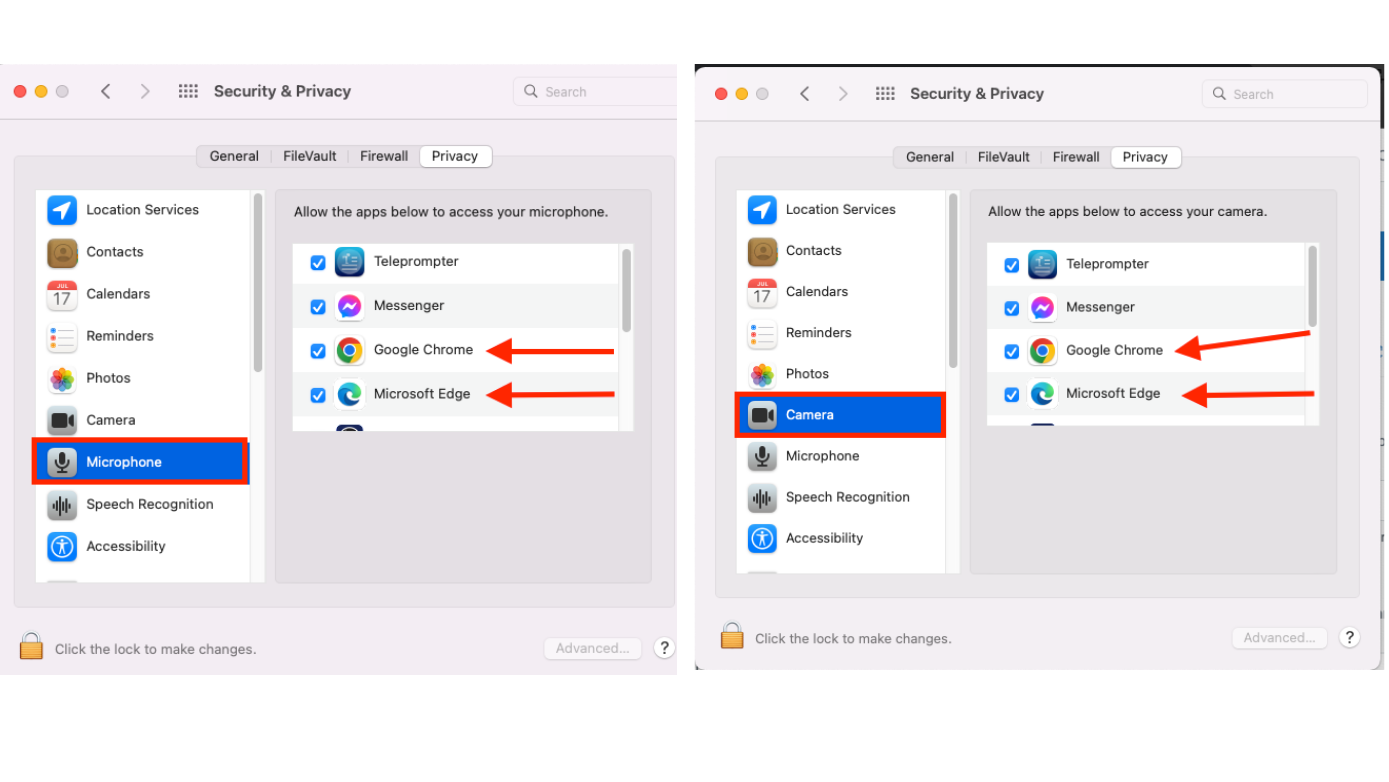 Security & Privacy
Search
General FileVault Firewall Privacy
Location Services
Contacts
JUL
17
Calendars
Reminders
Photos
Camera
Microphone
Speech Recognition
Accessibility
Allow the apps below to access your microphone.
Teleprompter
Messenger
Google Chrome
Microsoft Edge
Click the lock to make changes.
Advanced...
?
Security & Privacy
Search
General FileVault Firewall Privacy
Location Services
Contacts
JUL
17
Calendars
Reminders
Photos
Camera
Microphone
Speech Recognition
Accessibility
Allow the apps below to access your camera.
Teleprompter
Messenger
Google Chrome
Microsoft Edge
Click the lock to make changes.
Advanced...
?